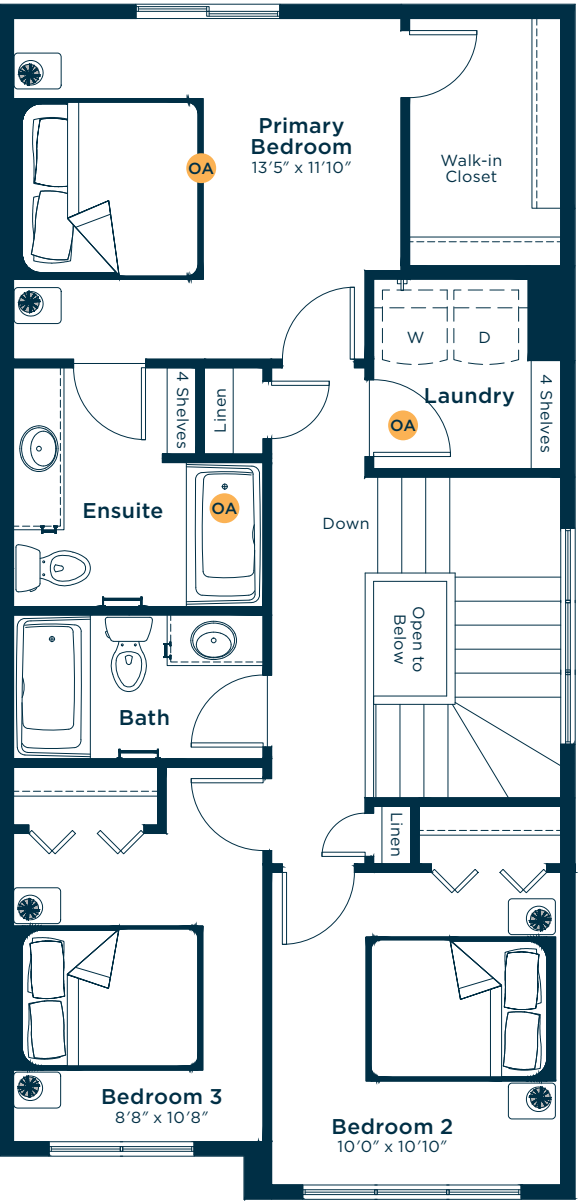 Primary
Bedroom
13'5" x 11'10"
OA
Walk-in
Closet
W
D
Laundry
OA
4 Shelves
4 Shelves
Linen
Ensuite
OA
Down
Open to
Below
Bath
Linen
Bedroom 3
8'8" x 10'8"
Bedroom 2
10'0" x 10'10"